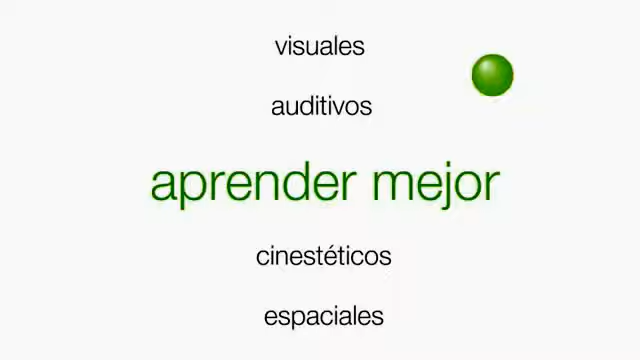 visuales
auditivos
aprender mejor
cinestéticos
espaciales